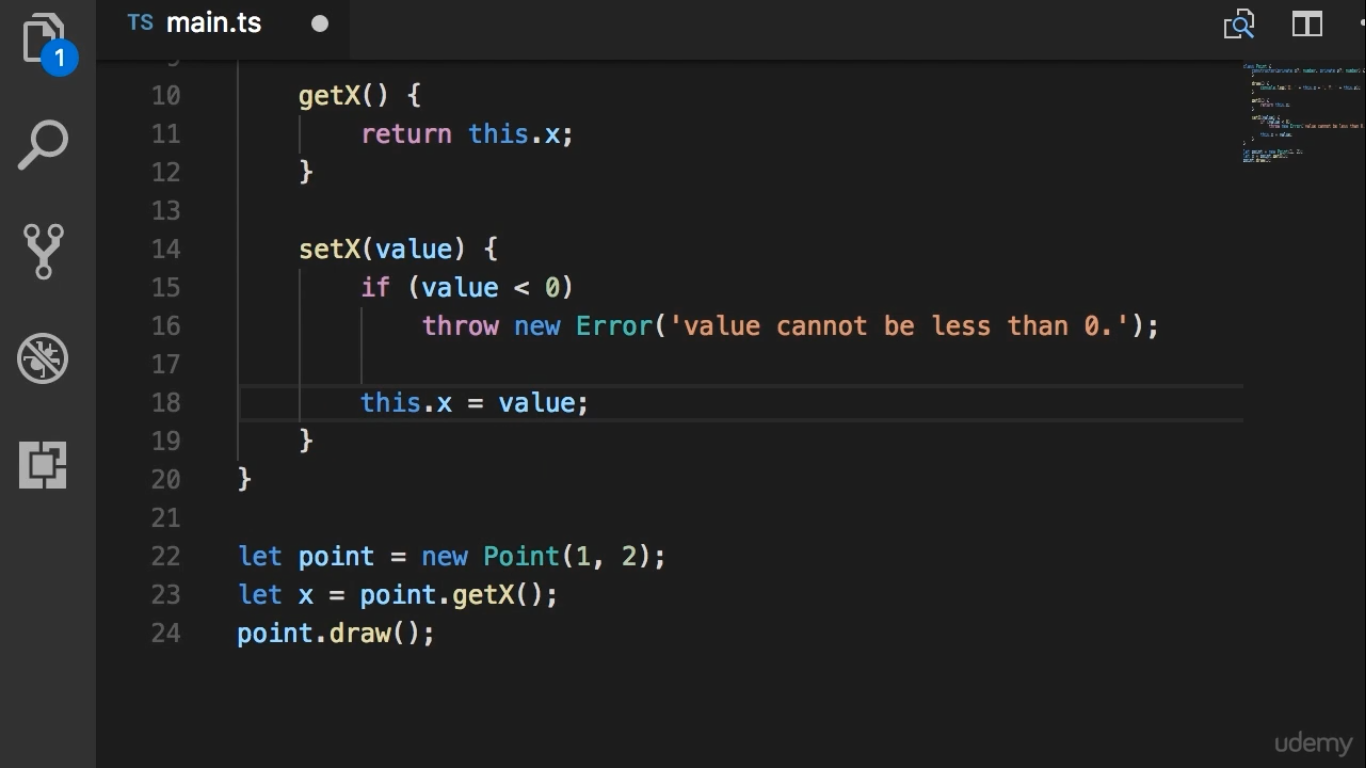 TS main.ts
1
10 getX() {
11 return this.x;
12 }
13
14 setX(value) {
15 if (value < 0)
16 throw new Error('value cannot be less than 0.');
17
18 this.x = value;
19 }
20 }
21
22 let point = new Point(1, 2);
23 let x = point.getX();
24 point.draw();
udemy